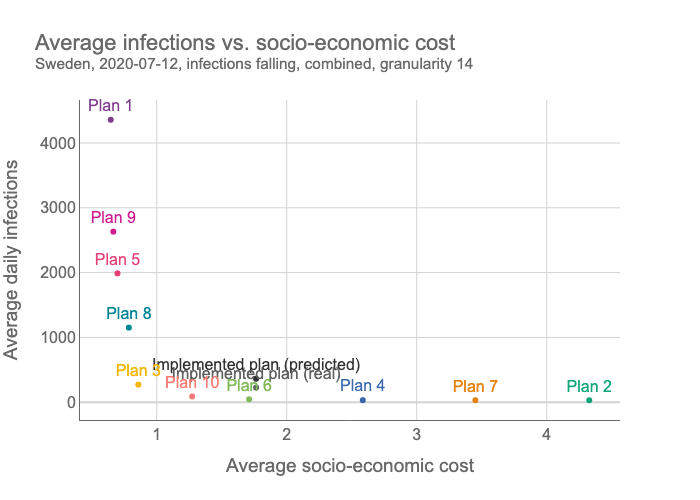 Average infections vs. socio-economic cost
Sweden, 2020-07-12, infections falling, combined, granularity 14
Plan 1
4000
3000
Plan 9
Plan 5
2000
Plan 8
1000
Implemented plan (predicted)
Plan 3
Implemented plan (real)
Plan 10
Plan 6
Plan 4
Plan 7
Plan 2
0
1
2
3
4
Average daily infections
Average socio-economic cost